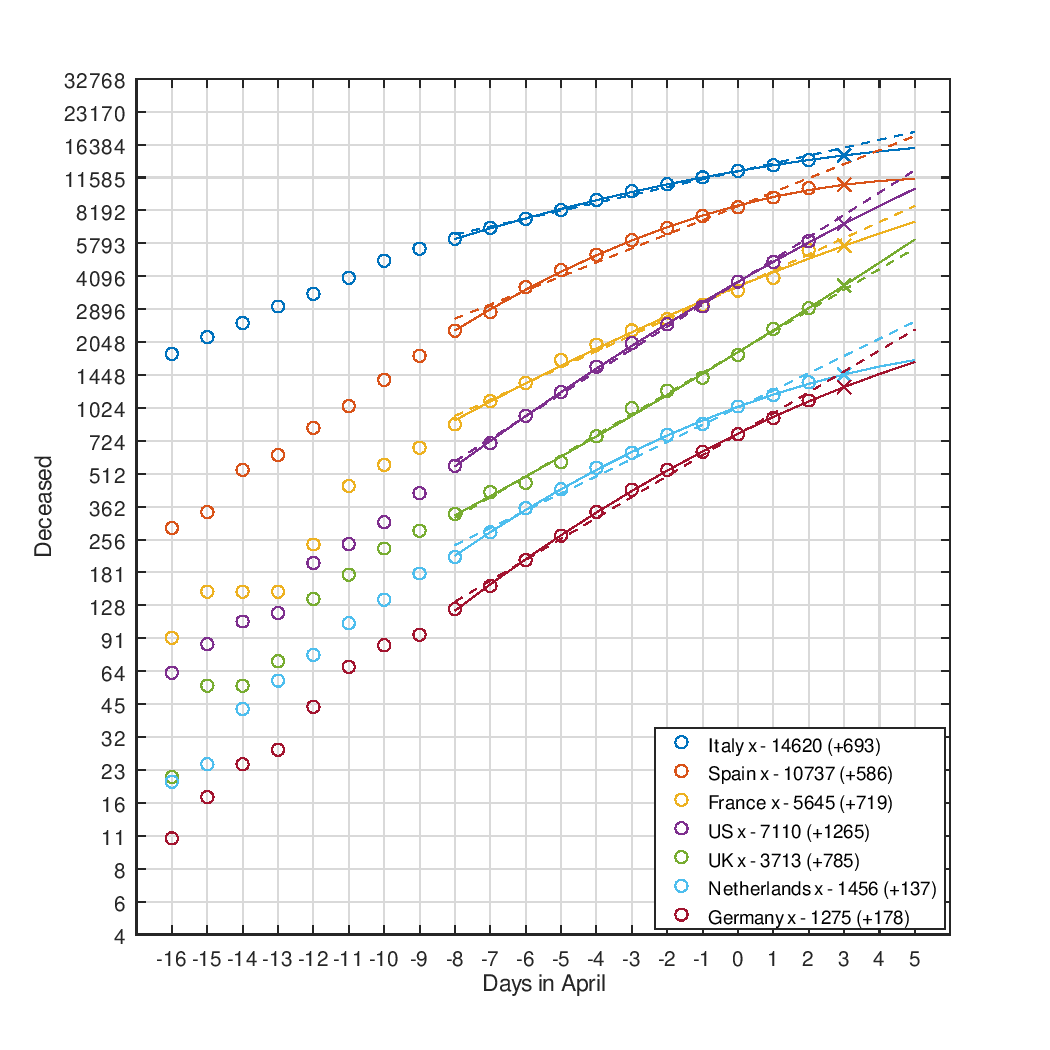 32768
23170
16384
11585
8192
5793
4096
2896
2048
1448
1024
724
512
362
256
181
128
91
64
45
32
23
16
11
8
6
4
Deceased
Italy x - 14620 (+693)
Spain x - 10737 (+586)
France x - 5645 (+719)
US x - 7110 (+1265)
UK x - 3713 (+785)
Netherlands x - 1456 (+137)
Germany x - 1275 (+178)
-16 -15 -14 -13 -12 -11 -10 -9 -8 -7 -6 -5 -4 -3 -2 -1 0 1 2 3 4 5
Days in April